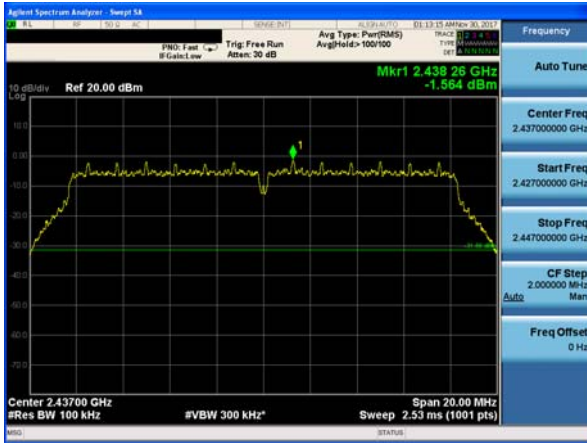 Agilent Spectrum Analyzer - Swept SA
RL RF 50 Ω AC SENSE:INT ALIGN AUTO 01:13:15 AM Nov 30, 2017
PNO: Fast Trig: Free Run Avg Type: Pwr(RMS) TRACE 1 2 3 4 5 6
IFGain:Low Atten: 30 dB Avg|Hold:> 100/100 TYPE
DET A N N N N N
Mkr1 2.438 26 GHz
-1.564 dBm
10 dB/div Ref 20.00 dBm
Log
10.0
0.00
-10.0
-20.0
-30.0
-40.0
-50.0
-60.0
-70.0
1
Center 2.43700 GHz Span 20.00 MHz
#Res BW 100 kHz #VBW 300 kHz* Sweep 2.53 ms (1001 pts)
MSG STATUS
Frequency
Auto Tune
Center Freq
2.437000000 GHz
Start Freq
2.427000000 GHz
Stop Freq
2.447000000 GHz
CF Step
2.000000 MHz
Auto Man
Freq Offset
0 Hz